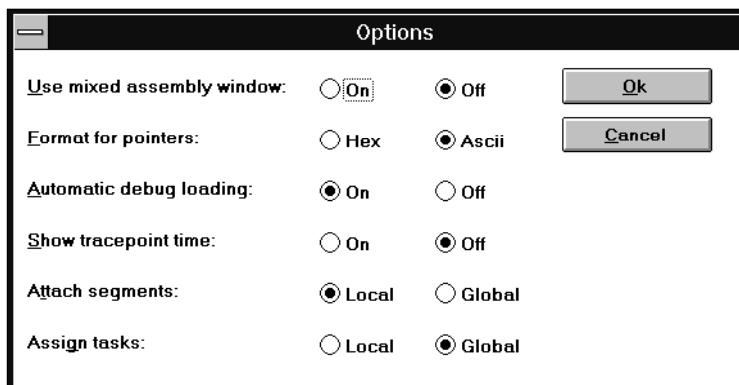 Options
Use mixed assembly window: On Off Ok
Format for pointers: Hex Ascii Cancel
Automatic debug loading: On Off
Show tracepoint time: On Off
Attach segments: Local Global
Assign tasks: Local Global